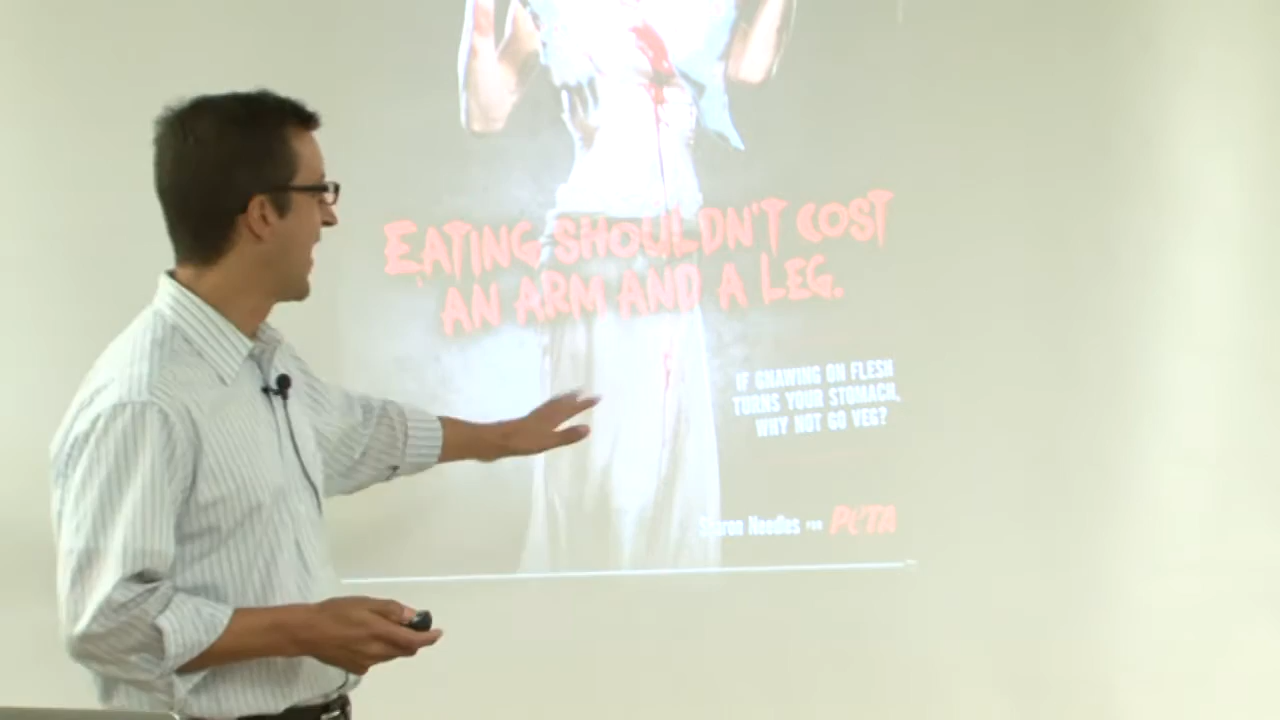 EATING SHOULDN'T COST
AN ARM AND A LEG.
IF GNAWING ON FLESH
TURNS YOUR STOMACH,
WHY NOT GO VEG?
Sharon Needles FOR PETA